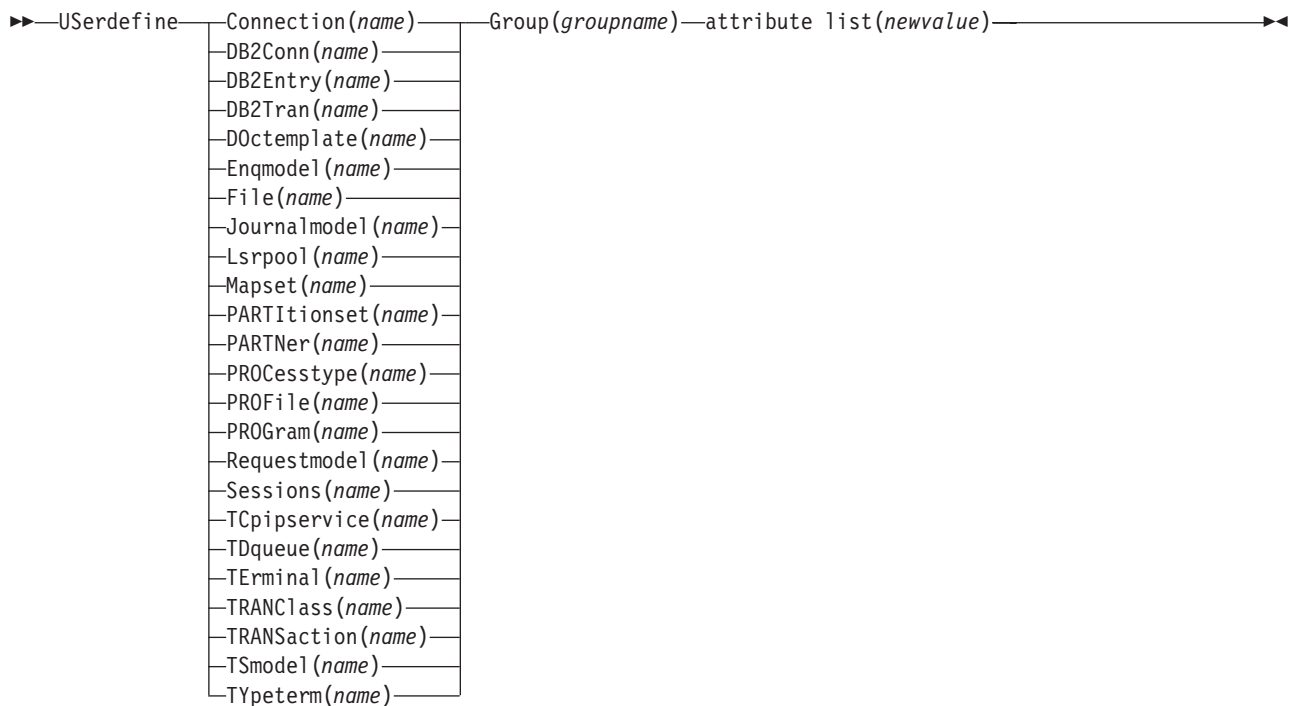 USerdefine Connection(name) Group(groupname) attribute list(newvalue)
DB2Conn(name)
DB2Entry(name)
DB2Tran(name)
DOctemplate(name)
Enqmodel(name)
File(name)
Journalmodel(name)
Lsrpool(name)
Mapset(name)
PARTItionset(name)
PARTNer(name)
PROCesstype(name)
PROFile(name)
PROGram(name)
Requestmodel(name)
Sessions(name)
TCpipservice(name)
TDqueue(name)
TErminal(name)
TRANClass(name)
TRANSaction(name)
TSmodel(name)
TYpeterm(name)